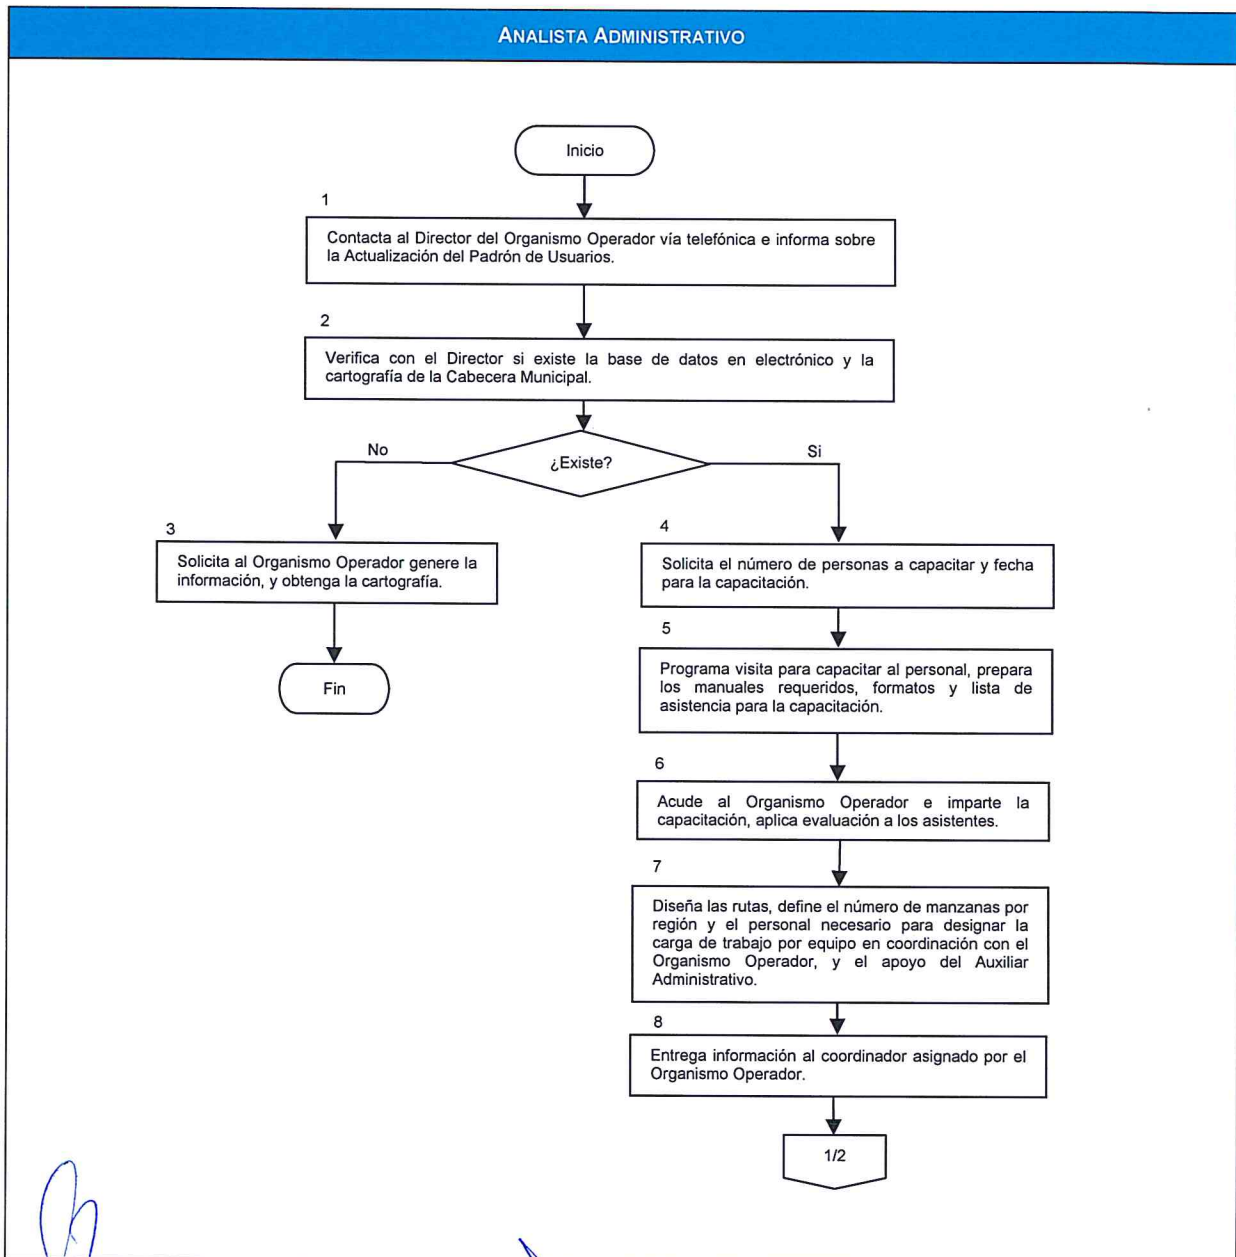 ANALISTA ADMINISTRATIVO
Inicio
1
Contacta al Director del Organismo Operador vía telefónica e informa sobre
la Actualización del Padrón de Usuarios.
2
Verifica con el Director si existe la base de datos en electrónico y la
cartografía de la Cabecera Municipal.
¿Existe?
No
Si
3
Solicita al Organismo Operador genere la
información, y obtenga la cartografía.
Fin
4
Solicita el número de personas a capacitar y fecha
para la capacitación.
5
Programa visita para capacitar al personal, prepara
los manuales requeridos, formatos y lista de
asistencia para la capacitación.
6
Acude al Organismo Operador e imparte la
capacitación, aplica evaluación a los asistentes.
7
Diseña las rutas, define el número de manzanas por
región y el personal necesario para designar la
carga de trabajo por equipo en coordinación con el
Organismo Operador, y el apoyo del Auxiliar
Administrativo.
8
Entrega información al coordinador asignado por el
Organismo Operador.
1/2